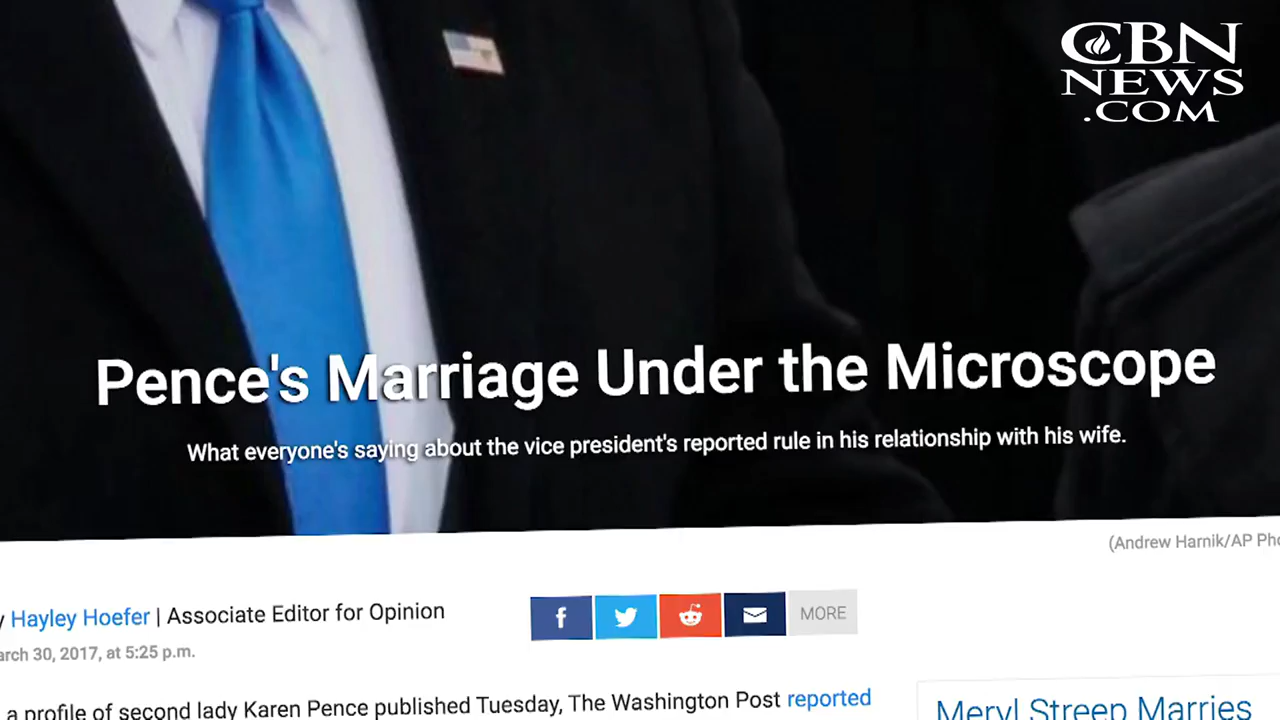 CBN
NEWS
.COM
Pence's Marriage Under the Microscope
What everyone's saying about the vice president's reported rule in his relationship with his wife.
(Andrew Harnik/AP Pho
y Hayley Hoefer | Associate Editor for Opinion
MORE
arch 30, 2017, at 5:25 p.m.
a profile of second lady Karen Pence published Tuesday, The Washington Post reported
Meryl Streep Marries